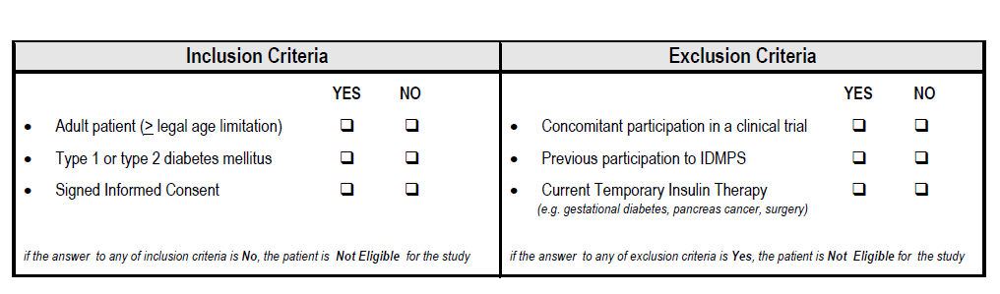 Inclusion Criteria
YES NO
• Adult patient (≥ legal age limitation) ❑ ❑
• Type 1 or type 2 diabetes mellitus ❑ ❑
• Signed Informed Consent ❑ ❑
if the answer to any of inclusion criteria is No, the patient is Not Eligible for the study
Exclusion Criteria
YES NO
• Concomitant participation in a clinical trial ❑ ❑
• Previous participation to IDMPS ❑ ❑
• Current Temporary Insulin Therapy ❑ ❑
(e.g. gestational diabetes, pancreas cancer, surgery)
if the answer to any of exclusion criteria is Yes, the patient is Not Eligible for the study